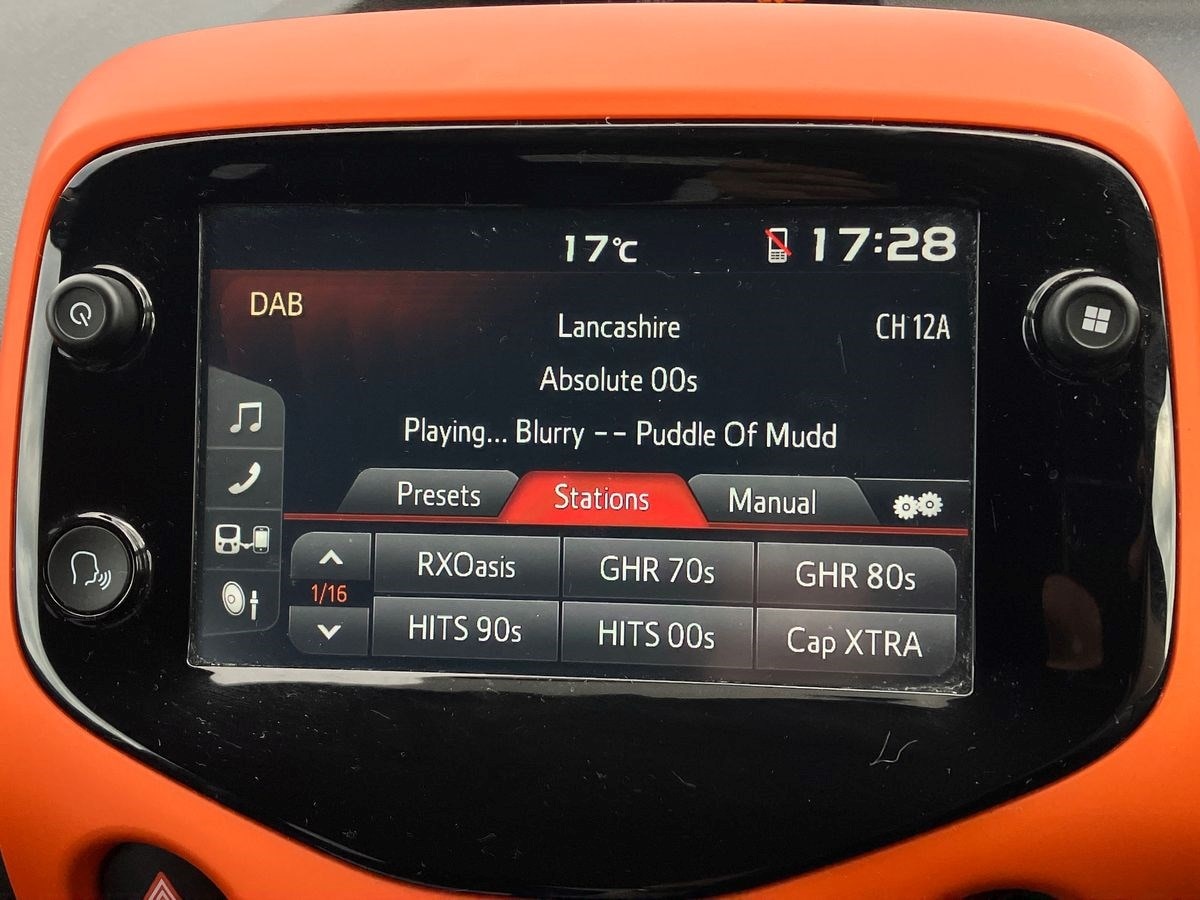 17°C 17:28
DAB
Lancashire CH 12A
Absolute 00s
Playing... Blurry -- Puddle Of Mudd
Presets Stations Manual
RXOasis GHR 70s GHR 80s
1/16
HITS 90s HITS 00s Cap XTRA